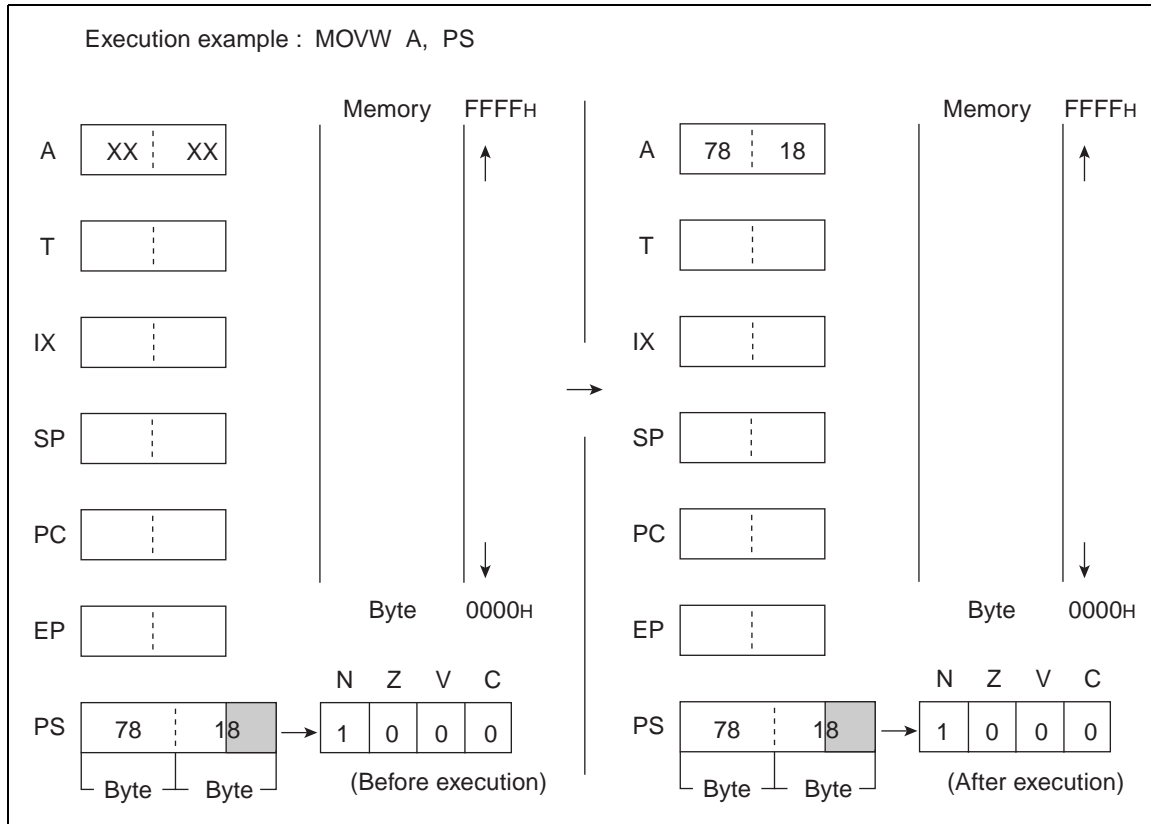 Execution example : MOVW A, PS
Memory FFFFH
A XX XX
T
IX
SP
PC
EP
Byte 0000H
N Z V C
PS 78 18 1 0 0 0
Byte Byte
(Before execution)
Memory FFFFH
A 78 18
T
IX
SP
PC
EP
Byte 0000H
N Z V C
PS 78 18 1 0 0 0
Byte Byte
(After execution)